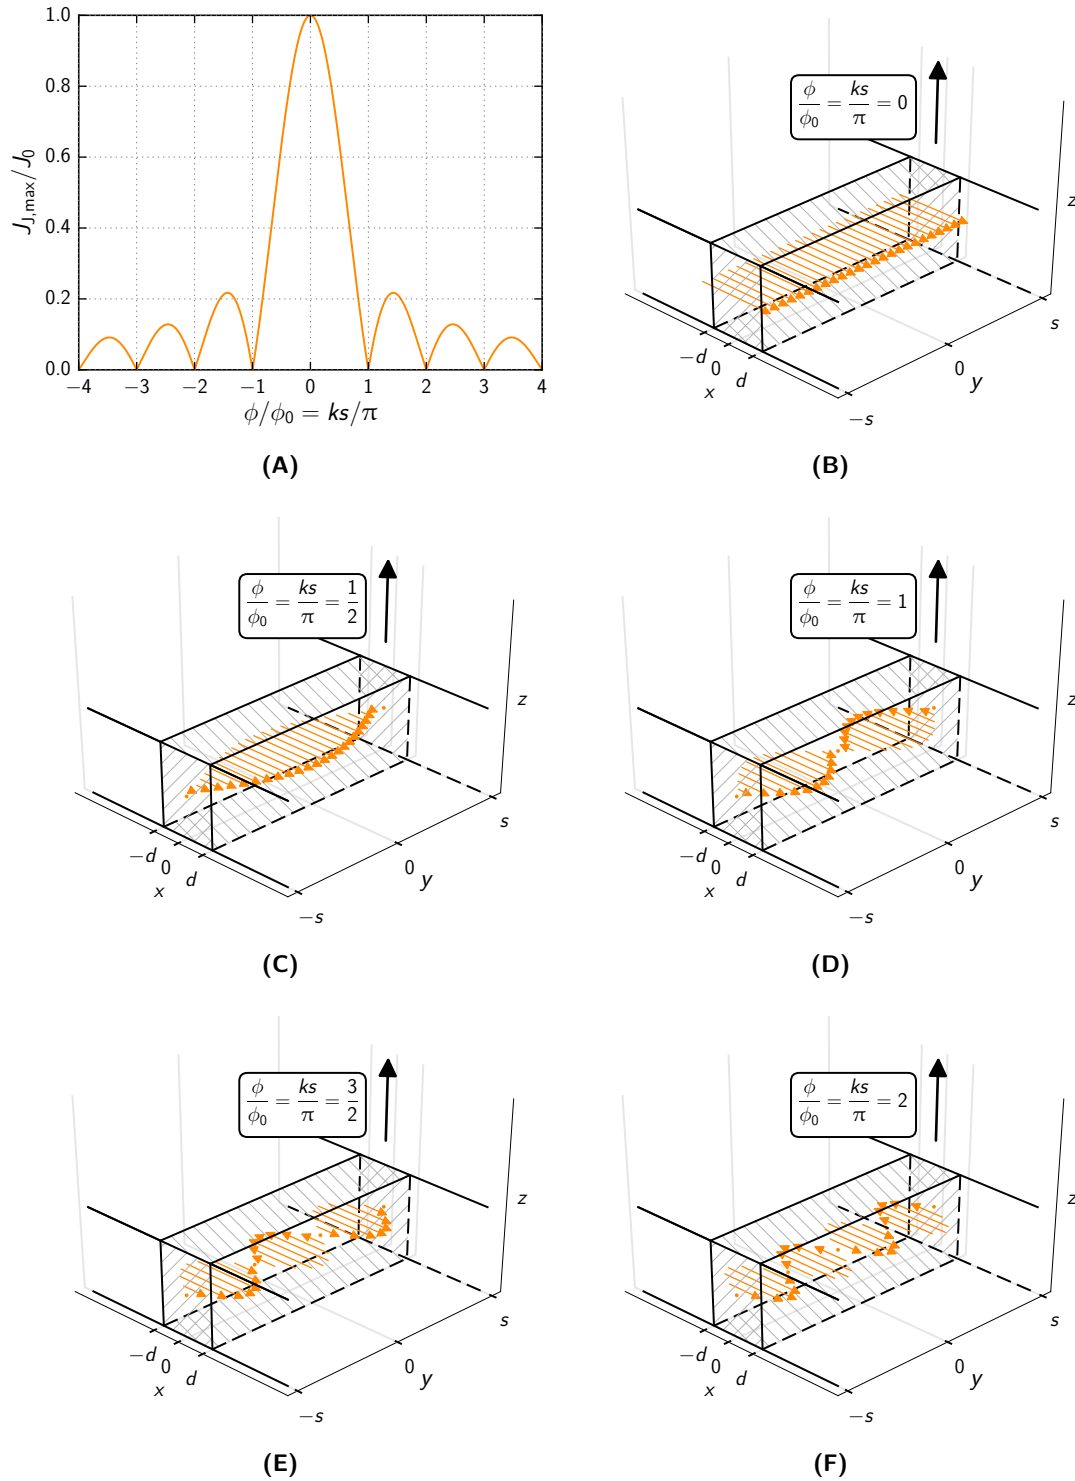 1.0
0.8
0.6
0.4
0.2
0.0
J_J,max/J_0
−4 −3 −2 −1 0 1 2 3 4
ϕ/ϕ_0 = ks/π
(A)
ϕ/ϕ_0 = ks/π = 0
z
−d 0 d
x
−s 0 s
y
(B)
ϕ/ϕ_0 = ks/π = 1/2
z
−d 0 d
x
−s 0 s
y
(C)
ϕ/ϕ_0 = ks/π = 1
z
−d 0 d
x
−s 0 s
y
(D)
ϕ/ϕ_0 = ks/π = 3/2
z
−d 0 d
x
−s 0 s
y
(E)
ϕ/ϕ_0 = ks/π = 2
z
−d 0 d
x
−s 0 s
y
(F)